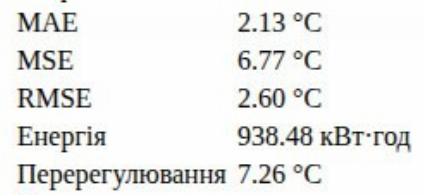 MAE 2.13 °C
MSE 6.77 °C
RMSE 2.60 °C
Енергія 938.48 кВт·год
Перерегулювання 7.26 °C